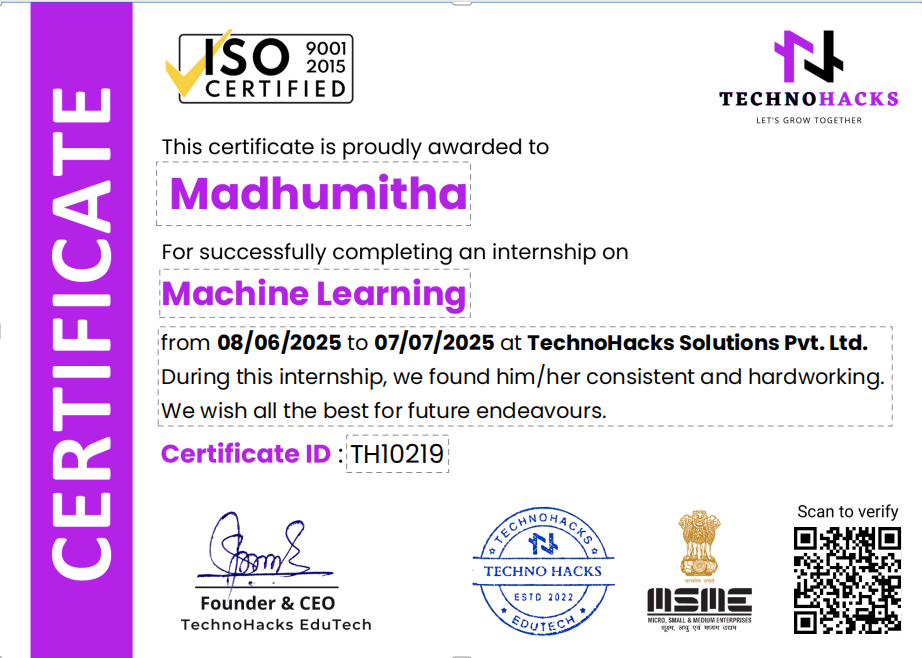 CERTIFICATE
ISO 9001
2015
CERTIFIED
TECHNOHACKS
LET'S GROW TOGETHER
This certificate is proudly awarded to
Madhumitha
For successfully completing an internship on
Machine Learning
from 08/06/2025 to 07/07/2025 at TechnoHacks Solutions Pvt. Ltd.
During this internship, we found him/her consistent and hardworking.
We wish all the best for future endeavours.
Certificate ID : TH10219
Founder & CEO
TechnoHacks EduTech
TECHNOHACKS
TECHNO HACKS
ESTD 2022
EDUTECH
सत्यमेव जयते
MSME
MICRO, SMALL & MEDIUM ENTERPRISES
सूक्ष्म, लघु एवं मध्यम उद्यम
Scan to verify